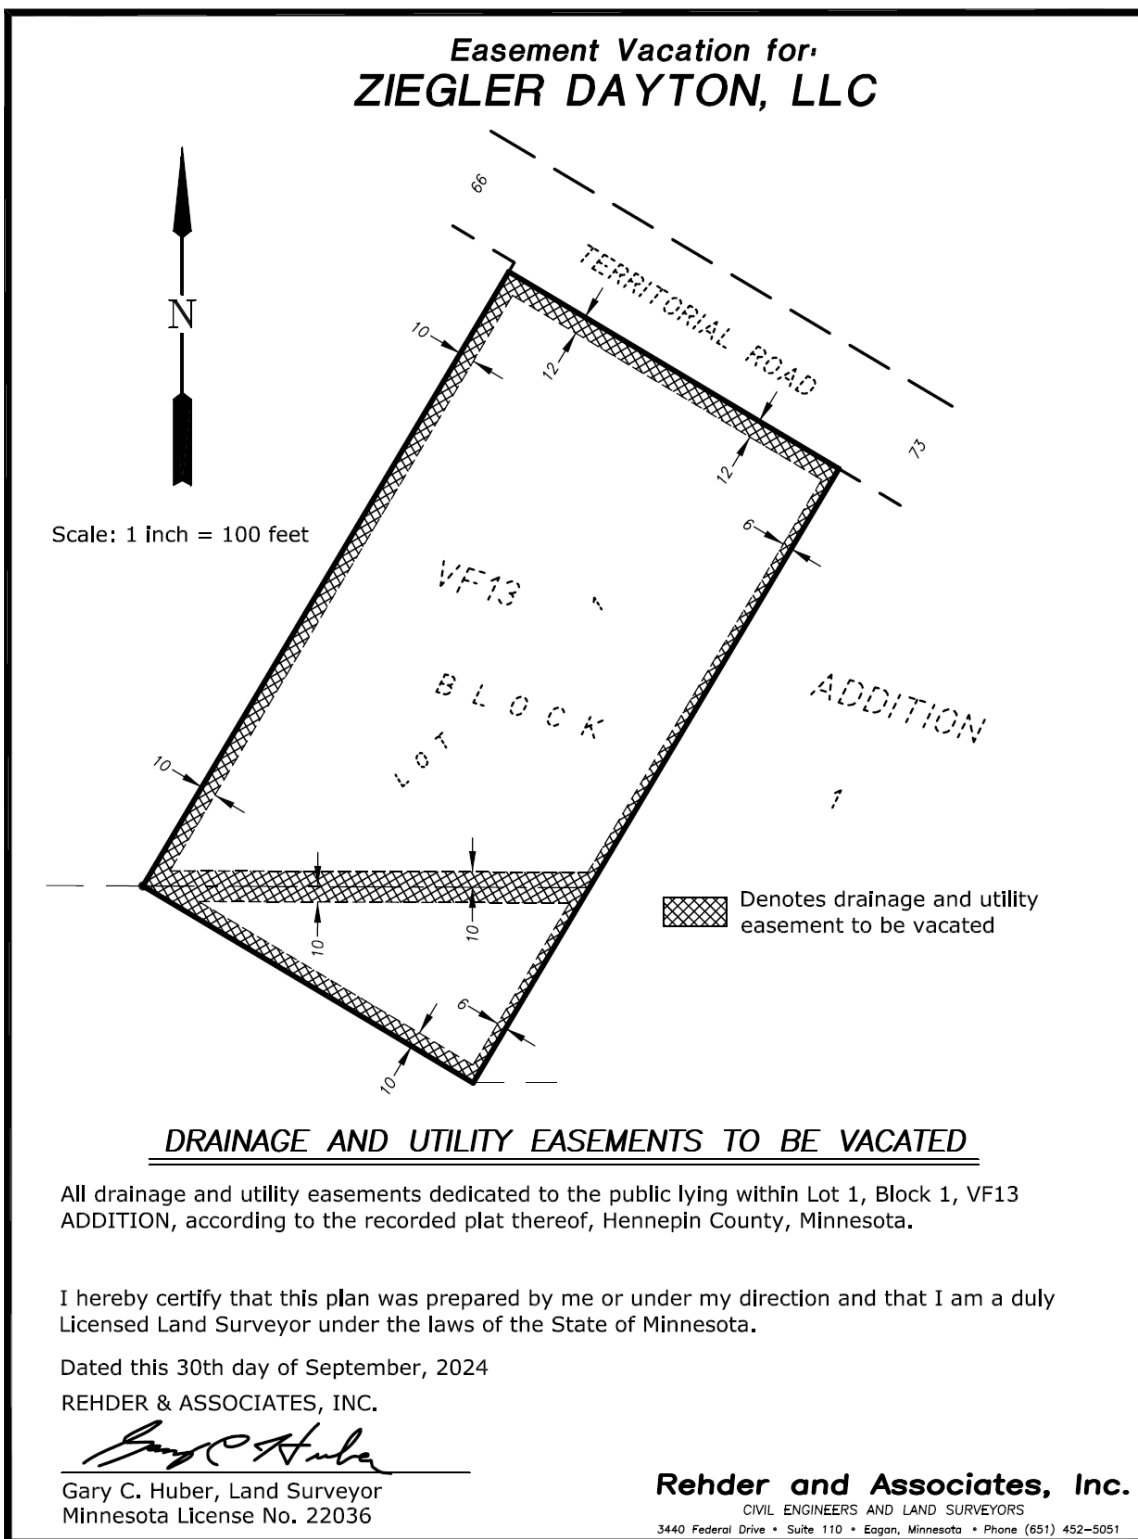 Easement Vacation for:
ZIEGLER DAYTON, LLC
66
TERRITORIAL ROAD
73
N
Scale: 1 inch = 100 feet
10
12
12
6
VF13
1
BLOCK
LOT
ADDITION
1
10
10
10
6
10
Denotes drainage and utility
easement to be vacated
DRAINAGE AND UTILITY EASEMENTS TO BE VACATED
All drainage and utility easements dedicated to the public lying within Lot 1, Block 1, VF13
ADDITION, according to the recorded plat thereof, Hennepin County, Minnesota.
I hereby certify that this plan was prepared by me or under my direction and that I am a duly
Licensed Land Surveyor under the laws of the State of Minnesota.
Dated this 30th day of September, 2024
REHDER & ASSOCIATES, INC.
Gary C Huber
Gary C. Huber, Land Surveyor
Minnesota License No. 22036
Rehder and Associates, Inc.
CIVIL ENGINEERS AND LAND SURVEYORS
3440 Federal Drive • Suite 110 • Eagan, Minnesota • Phone (651) 452-5051